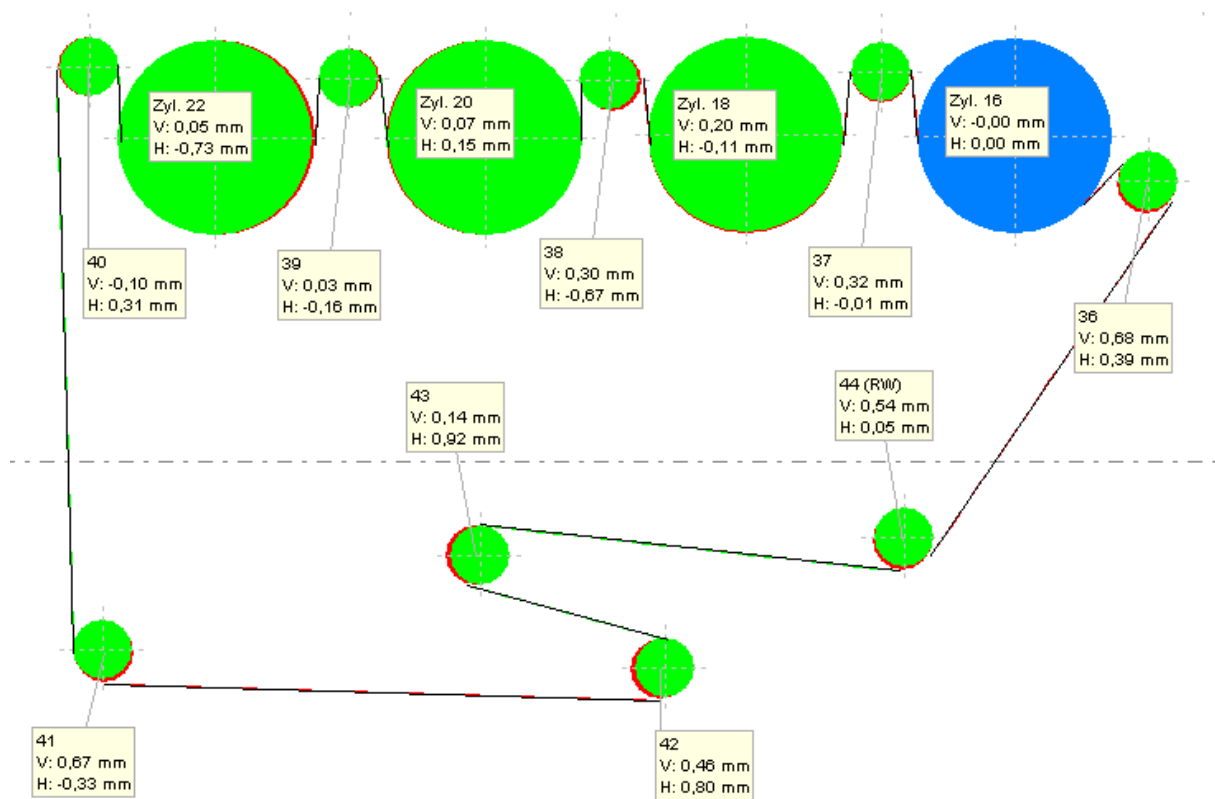 Zyl. 22
V: 0,05 mm
H: -0,73 mm
Zyl. 20
V: 0,07 mm
H: 0,15 mm
Zyl. 18
V: 0,20 mm
H: -0,11 mm
Zyl. 16
V: -0,00 mm
H: 0,00 mm
40
V: -0,10 mm
H: 0,31 mm
39
V: 0,03 mm
H: -0,16 mm
38
V: 0,30 mm
H: -0,67 mm
37
V: 0,32 mm
H: -0,01 mm
36
V: 0,68 mm
H: 0,39 mm
43
V: 0,14 mm
H: 0,92 mm
44 (RW)
V: 0,54 mm
H: 0,05 mm
41
V: 0,67 mm
H: -0,33 mm
42
V: 0,46 mm
H: 0,80 mm